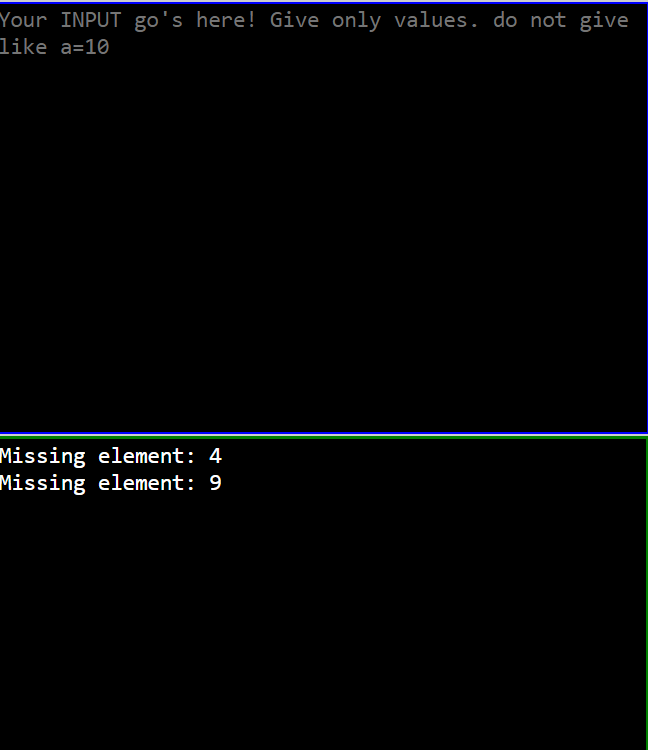 Your INPUT go's here! Give only values. do not give
like a=10
Missing element: 4
Missing element: 9